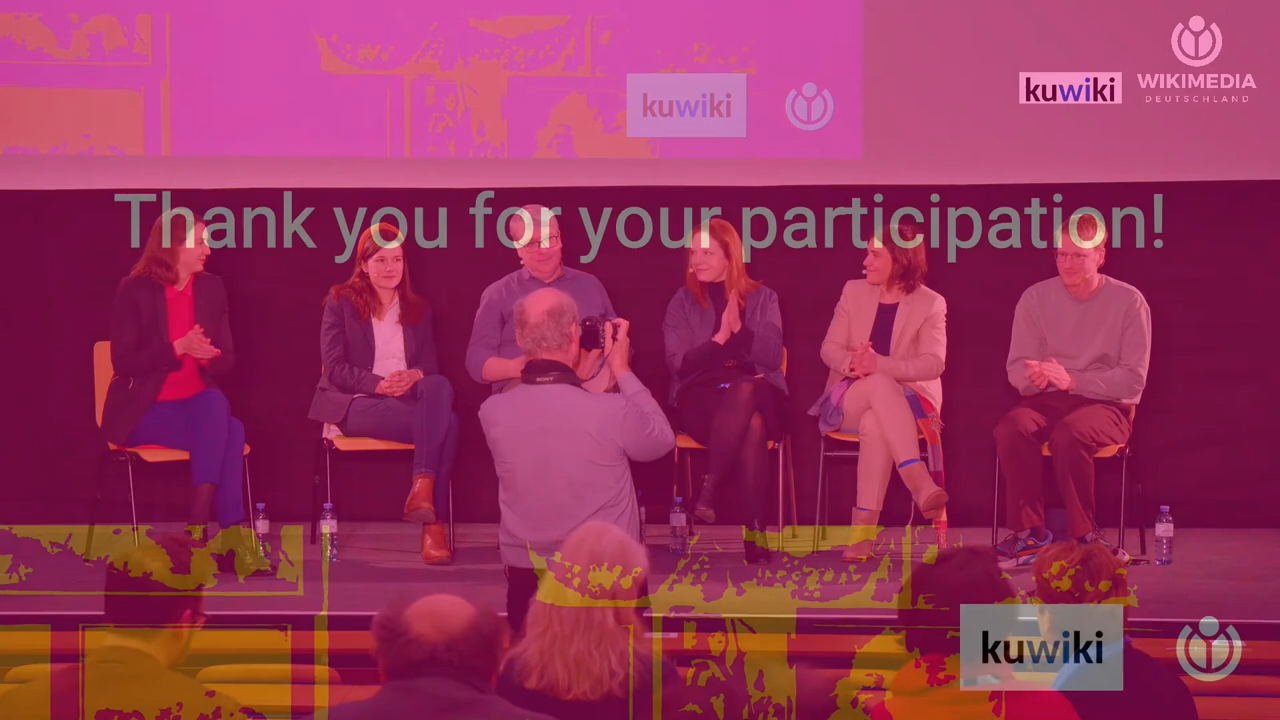 kuwiki
WIKIMEDIA
DEUTSCHLAND
kuwiki
Thank you for your participation!
SONY
kuwiki